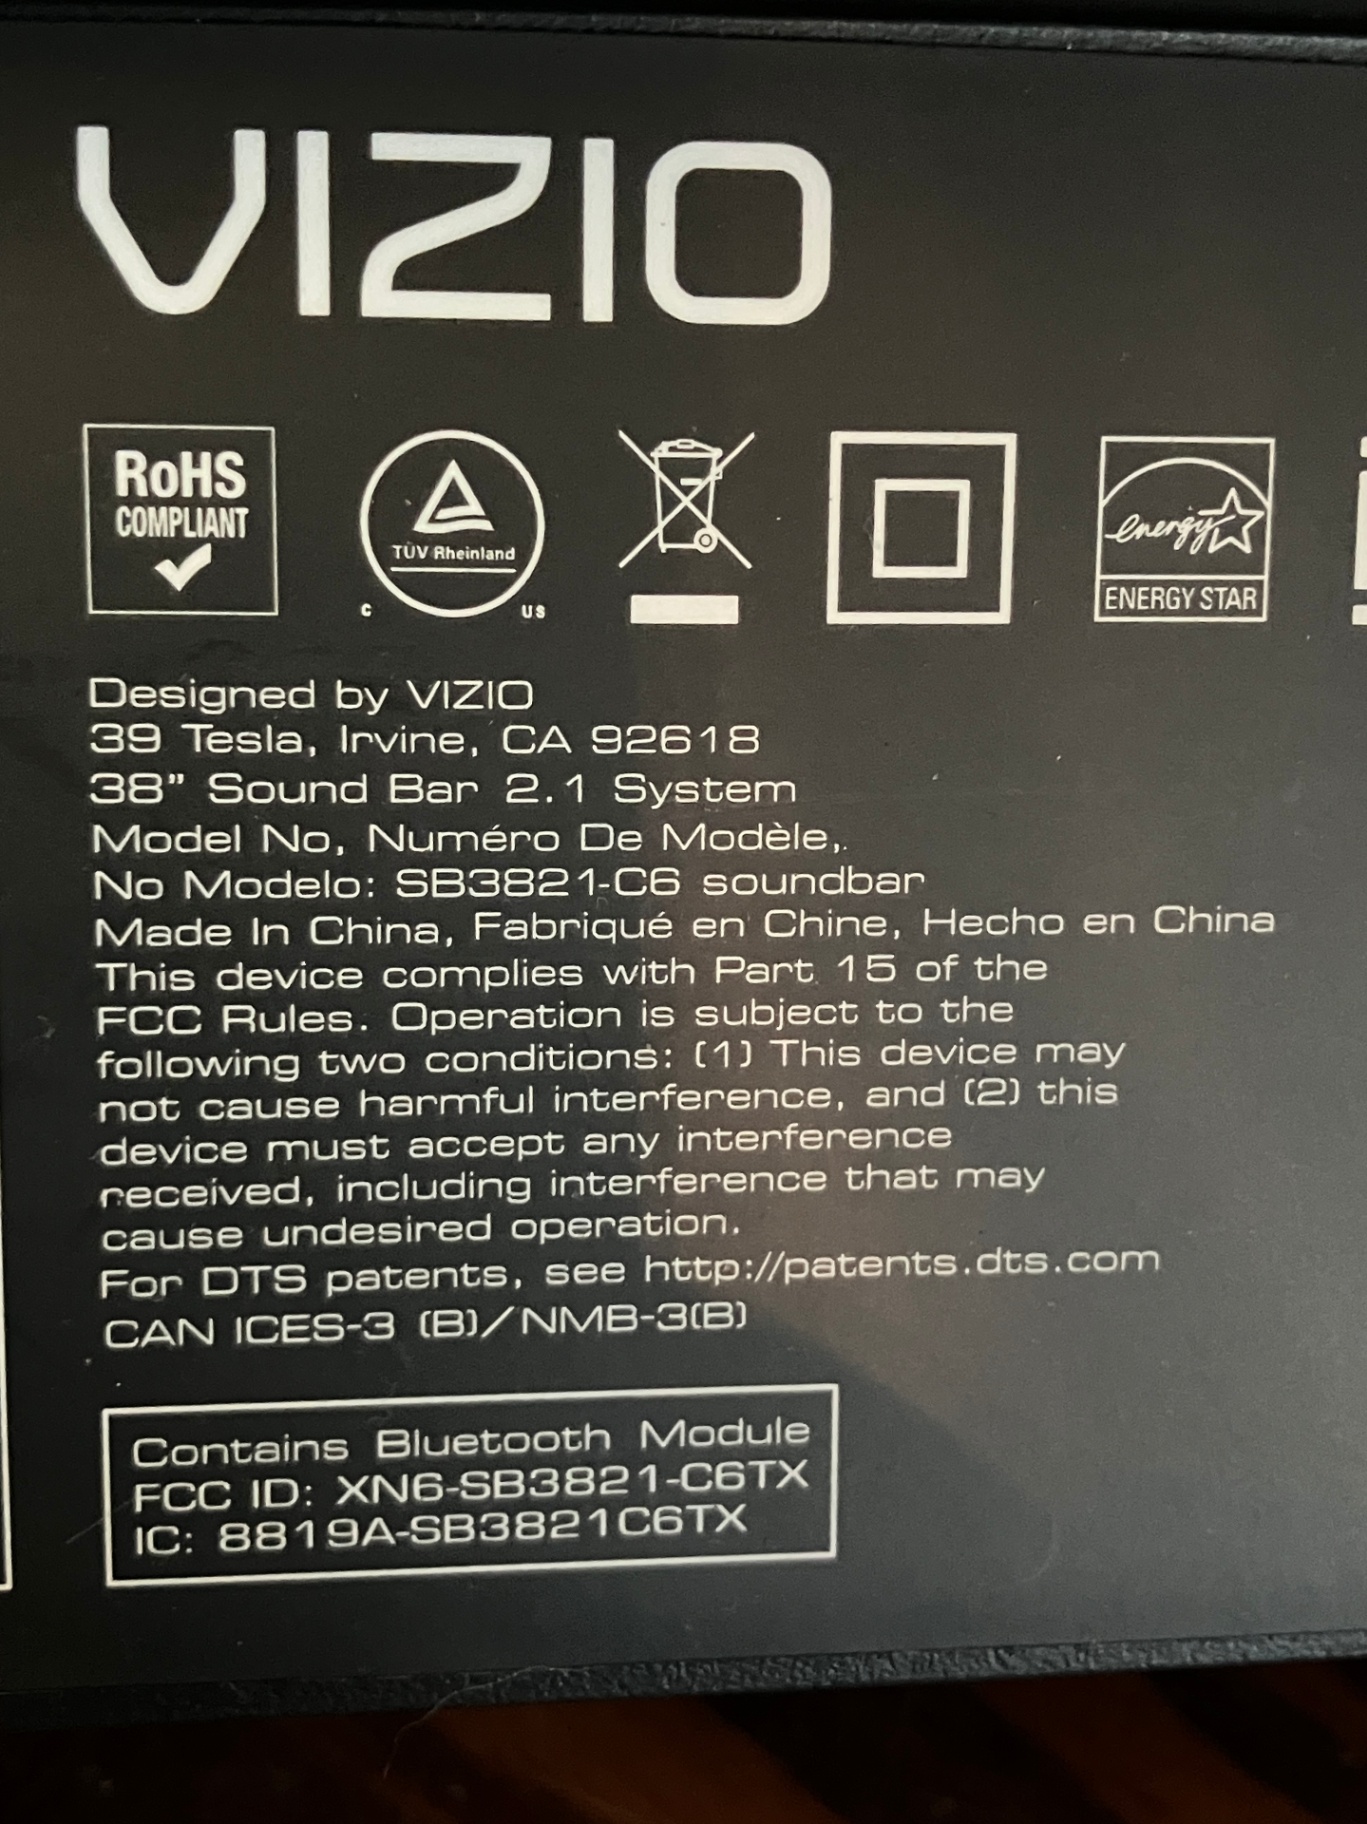 VIZIO
RoHS
COMPLIANT
TÜV Rheinland
C US
energy
ENERGY STAR
Designed by VIZIO
39 Tesla, Irvine, CA 92618
38” Sound Bar 2.1 System
Model No, Numéro De Modèle,.
No Modelo: SB3821-C6 soundbar
Made In China, Fabriqué en Chine, Hecho en China
This device complies with Part 15 of the
FCC Rules. Operation is subject to the
following two conditions: (1) This device may
not cause harmful interference, and (2) this
device must accept any interference
received, including interference that may
cause undesired operation.
For DTS patents, see http://patents.dts.com
CAN ICES-3 (B)/NMB-3(B)
Contains Bluetooth Module
FCC ID: XN6-SB3821-C6TX
IC: 8819A-SB3821C6TX